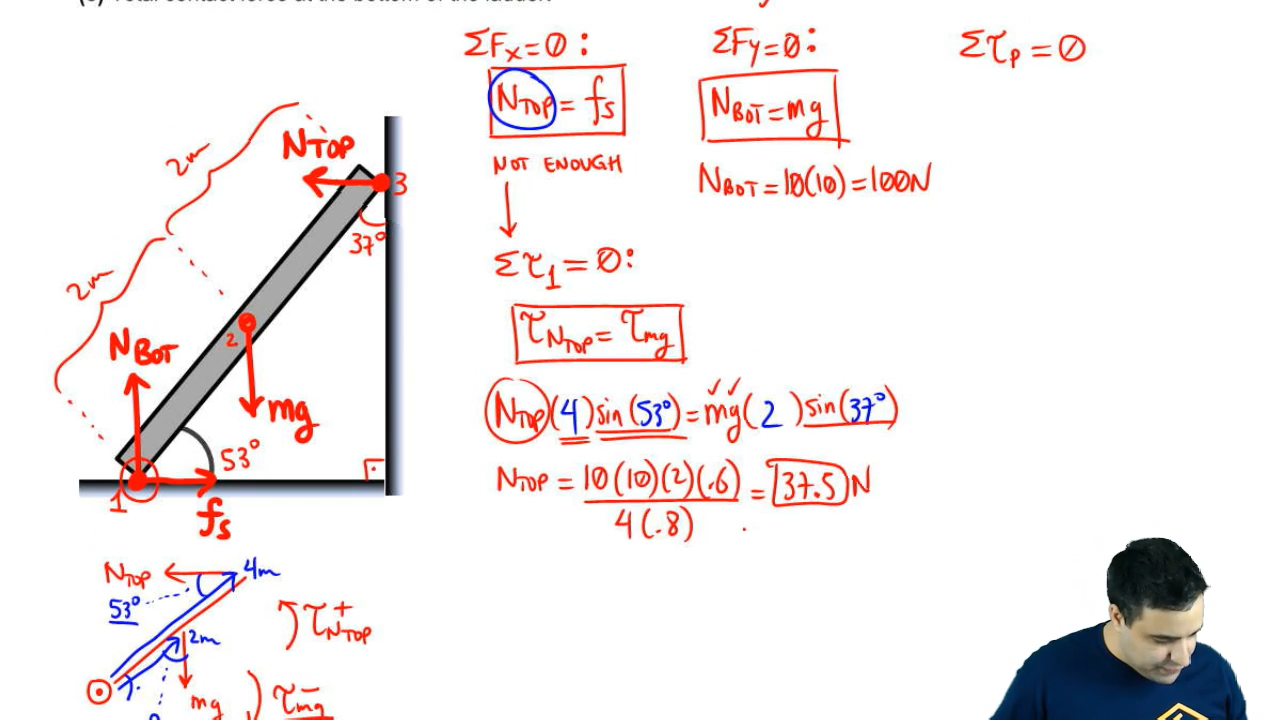 ΣFx=0:
ΣFy=0:
Στp=0
NTOP = fs
NBOT=mg
NOT ENOUGH
NBOT=10(10)=100N
Στ1=0:
τNTOP=τmg
NTOP(4)sin(53°)=mg(2)sin(37°)
NTOP = 10(10)(2)(.6) = 37.5 N
4(.8)
2m
NTOP
3
37°
2m
2
NBOT
mg
53°
1
fs
NTOP
4m
53°
τNTOP+
2m
mg
τmg−